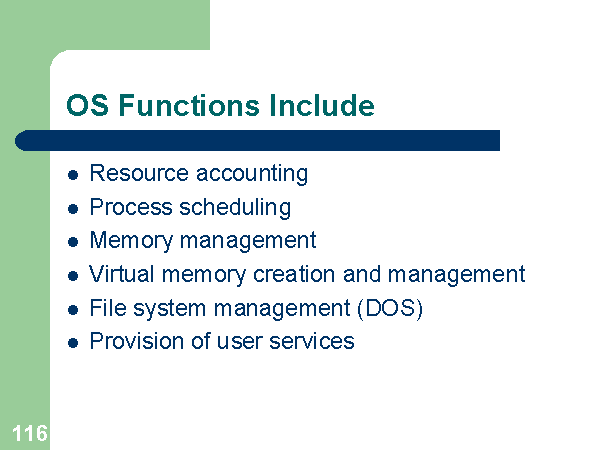 OS Functions Include
Resource accounting
Process scheduling
Memory management
Virtual memory creation and management
File system management (DOS)
Provision of user services
116